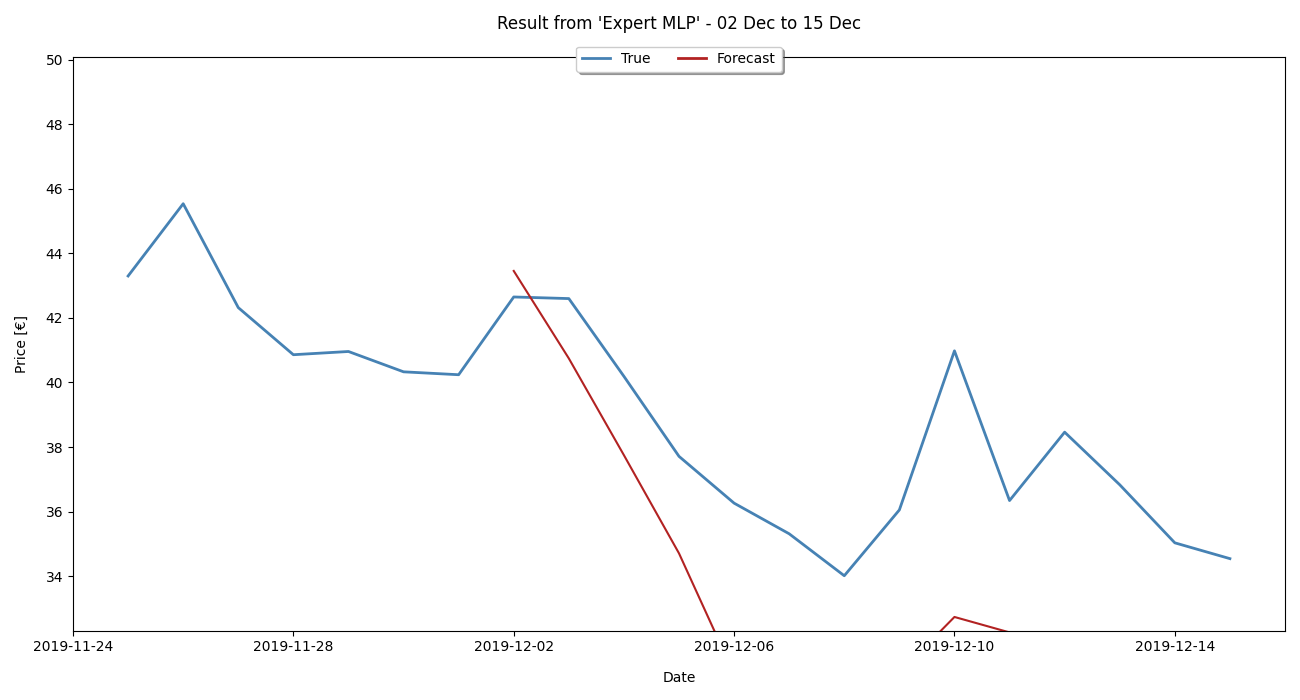 Result from 'Expert MLP' - 02 Dec to 15 Dec
True Forecast
50
48
46
44
42
40
38
36
34
Price [€]
2019-11-24 2019-11-28 2019-12-02 2019-12-06 2019-12-10 2019-12-14
Date